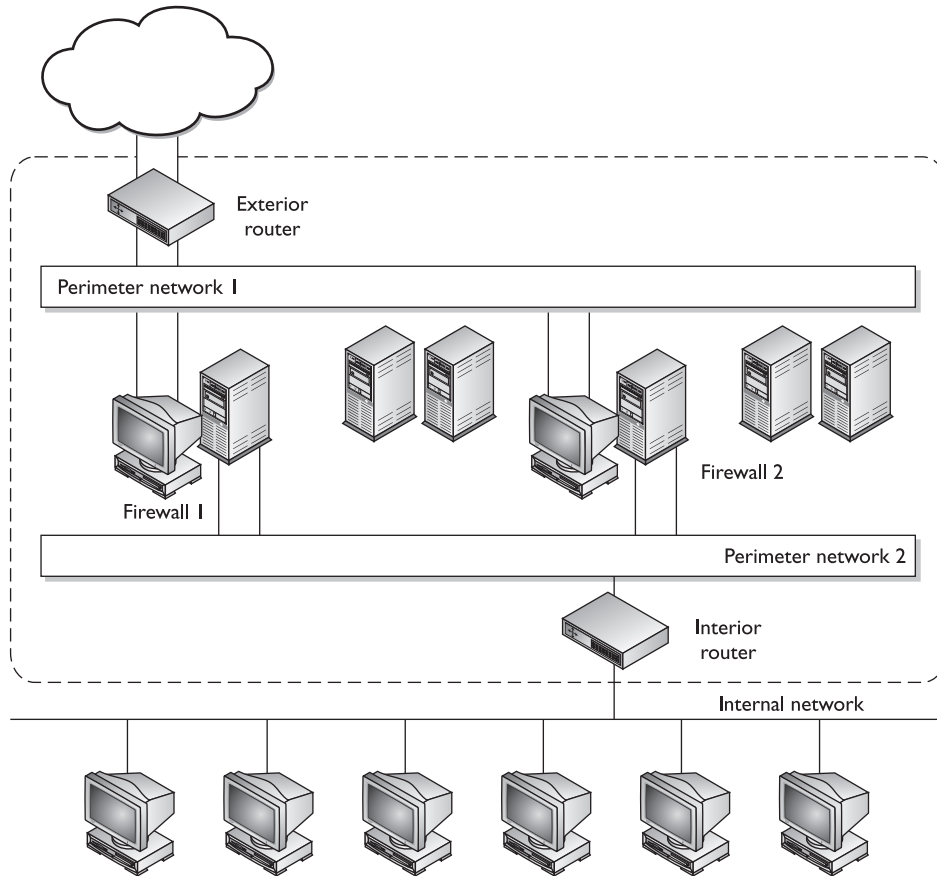 Exterior
router
Perimeter network 1
Firewall 2
Firewall 1
Perimeter network 2
Interior
router
Internal network